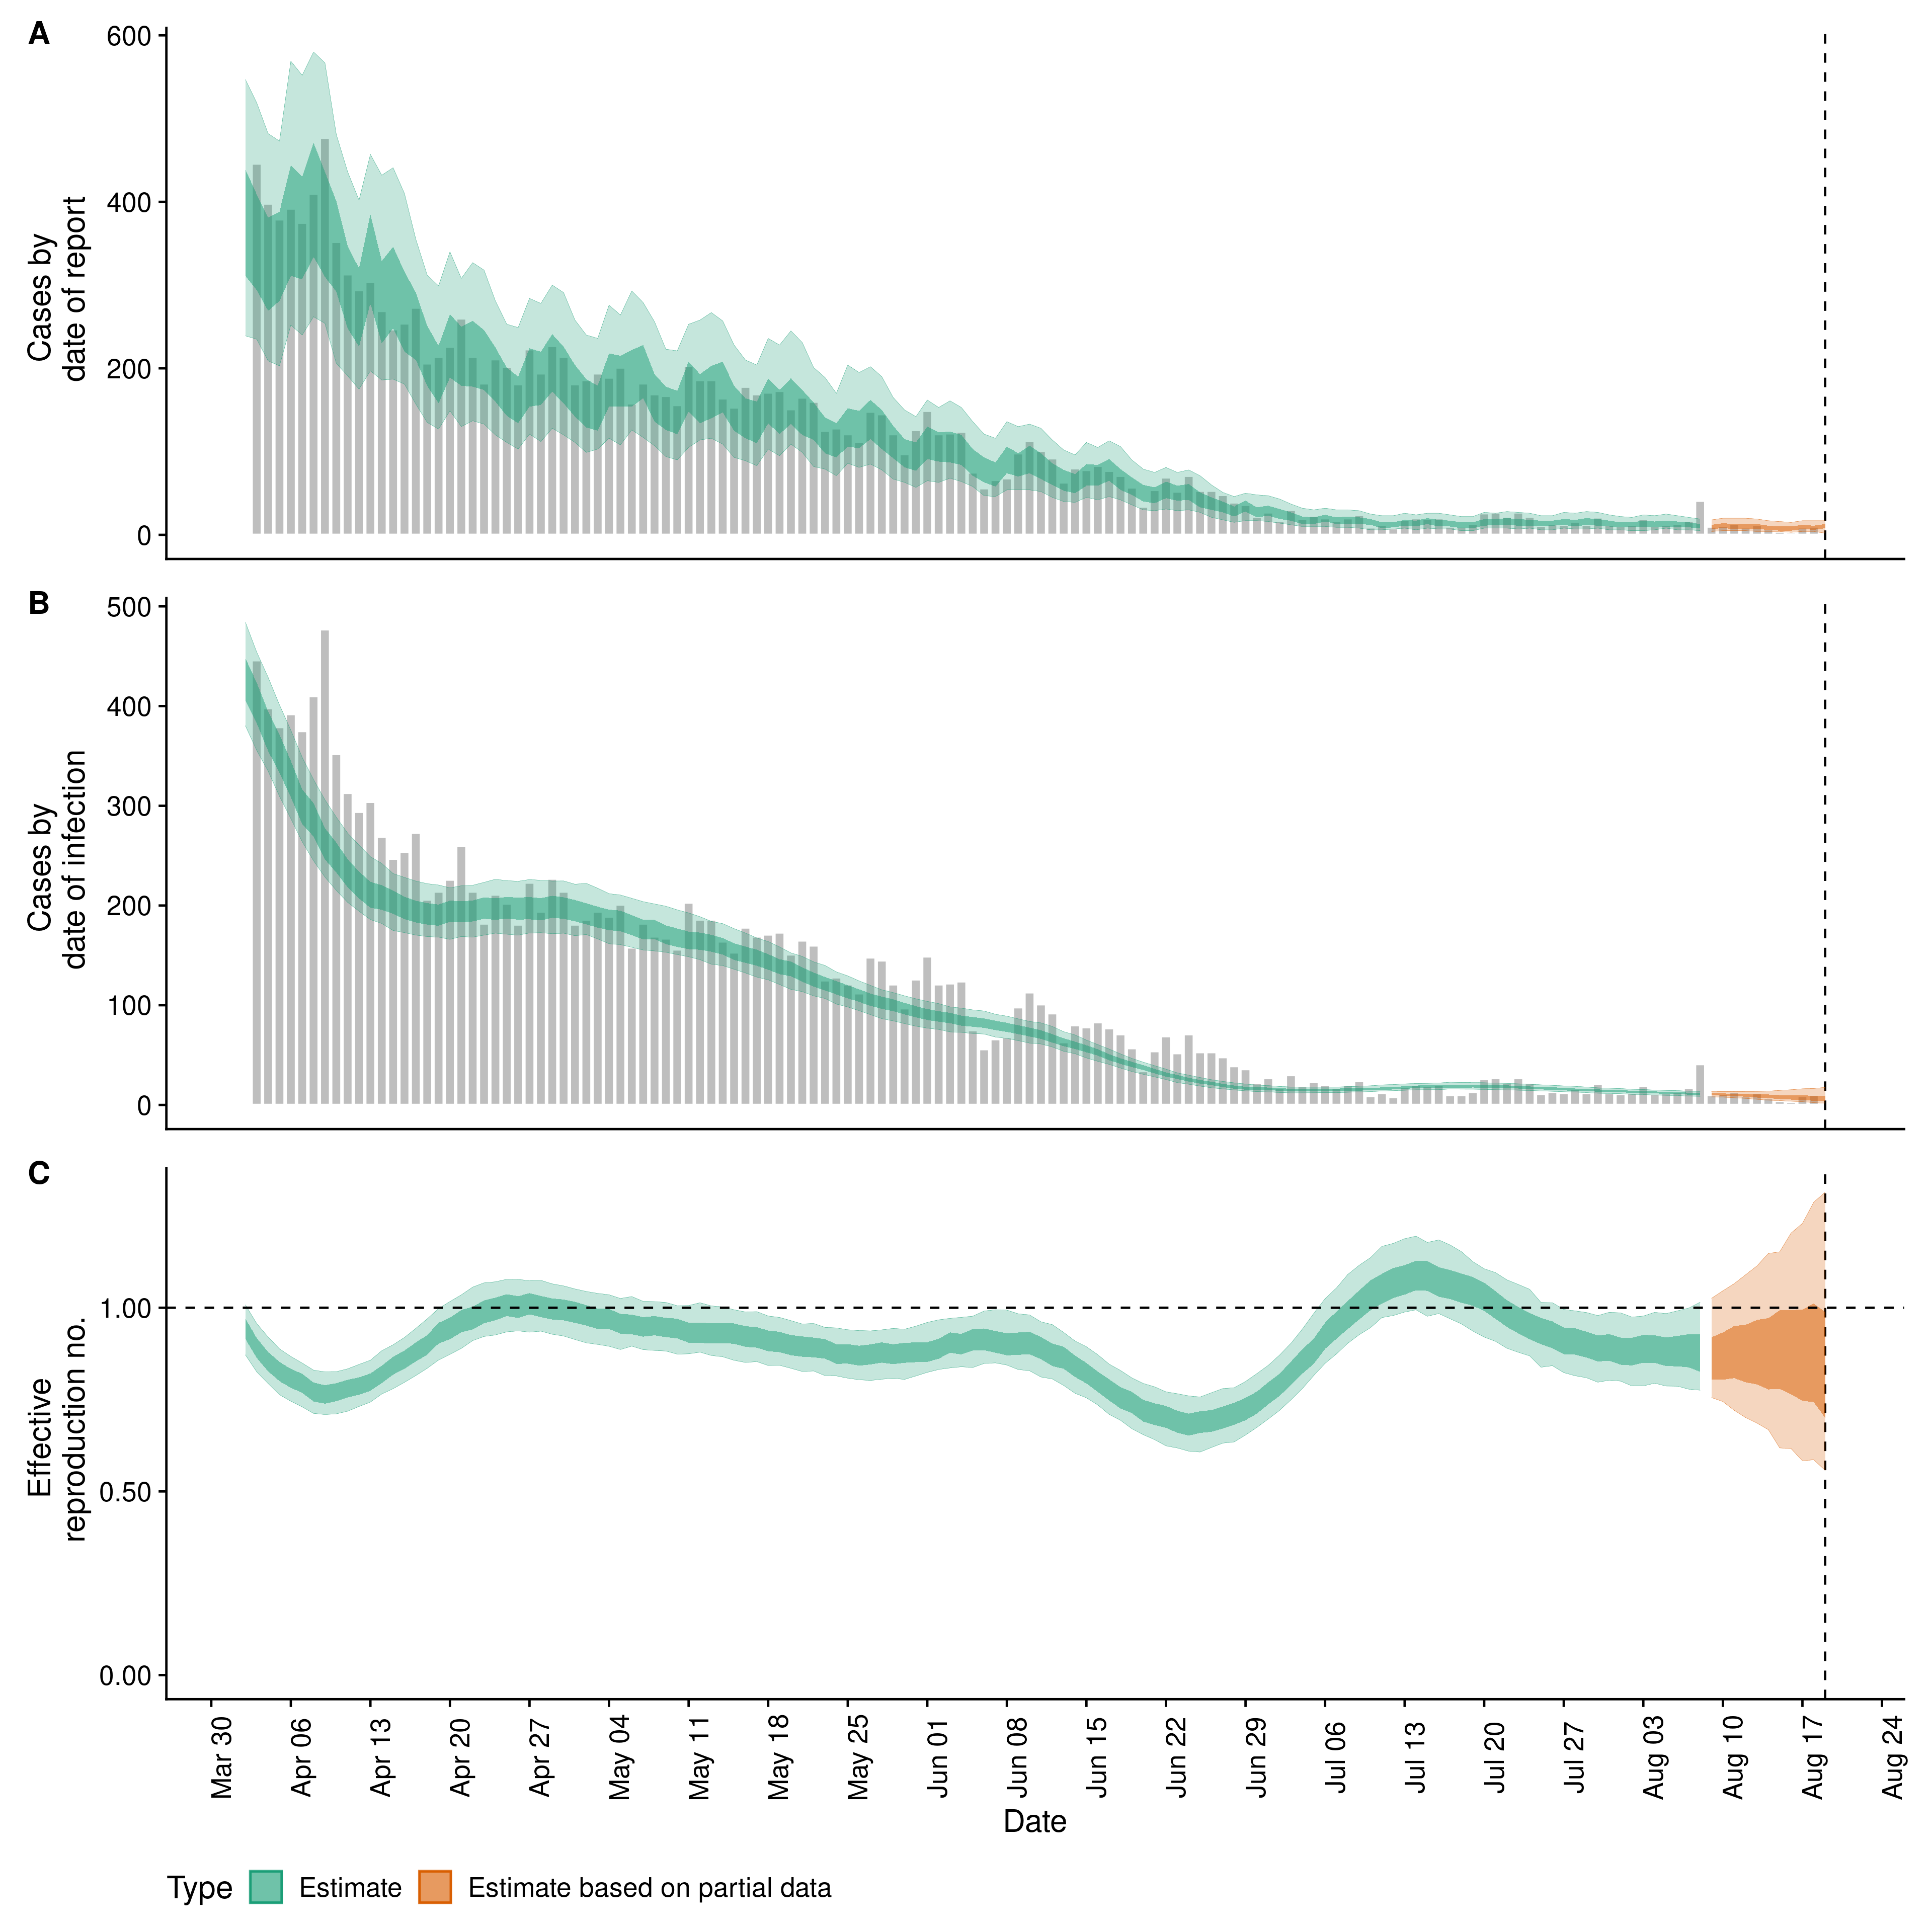 A
600
400
200
0
Cases by
date of report
B
500
400
300
200
100
0
Cases by
date of infection
C
1.00
0.50
0.00
Effective
reproduction no.
Mar 30
Apr 06
Apr 13
Apr 20
Apr 27
May 04
May 11
May 18
May 25
Jun 01
Jun 08
Jun 15
Jun 22
Jun 29
Jul 06
Jul 13
Jul 20
Jul 27
Aug 03
Aug 10
Aug 17
Aug 24
Date
Type Estimate Estimate based on partial data